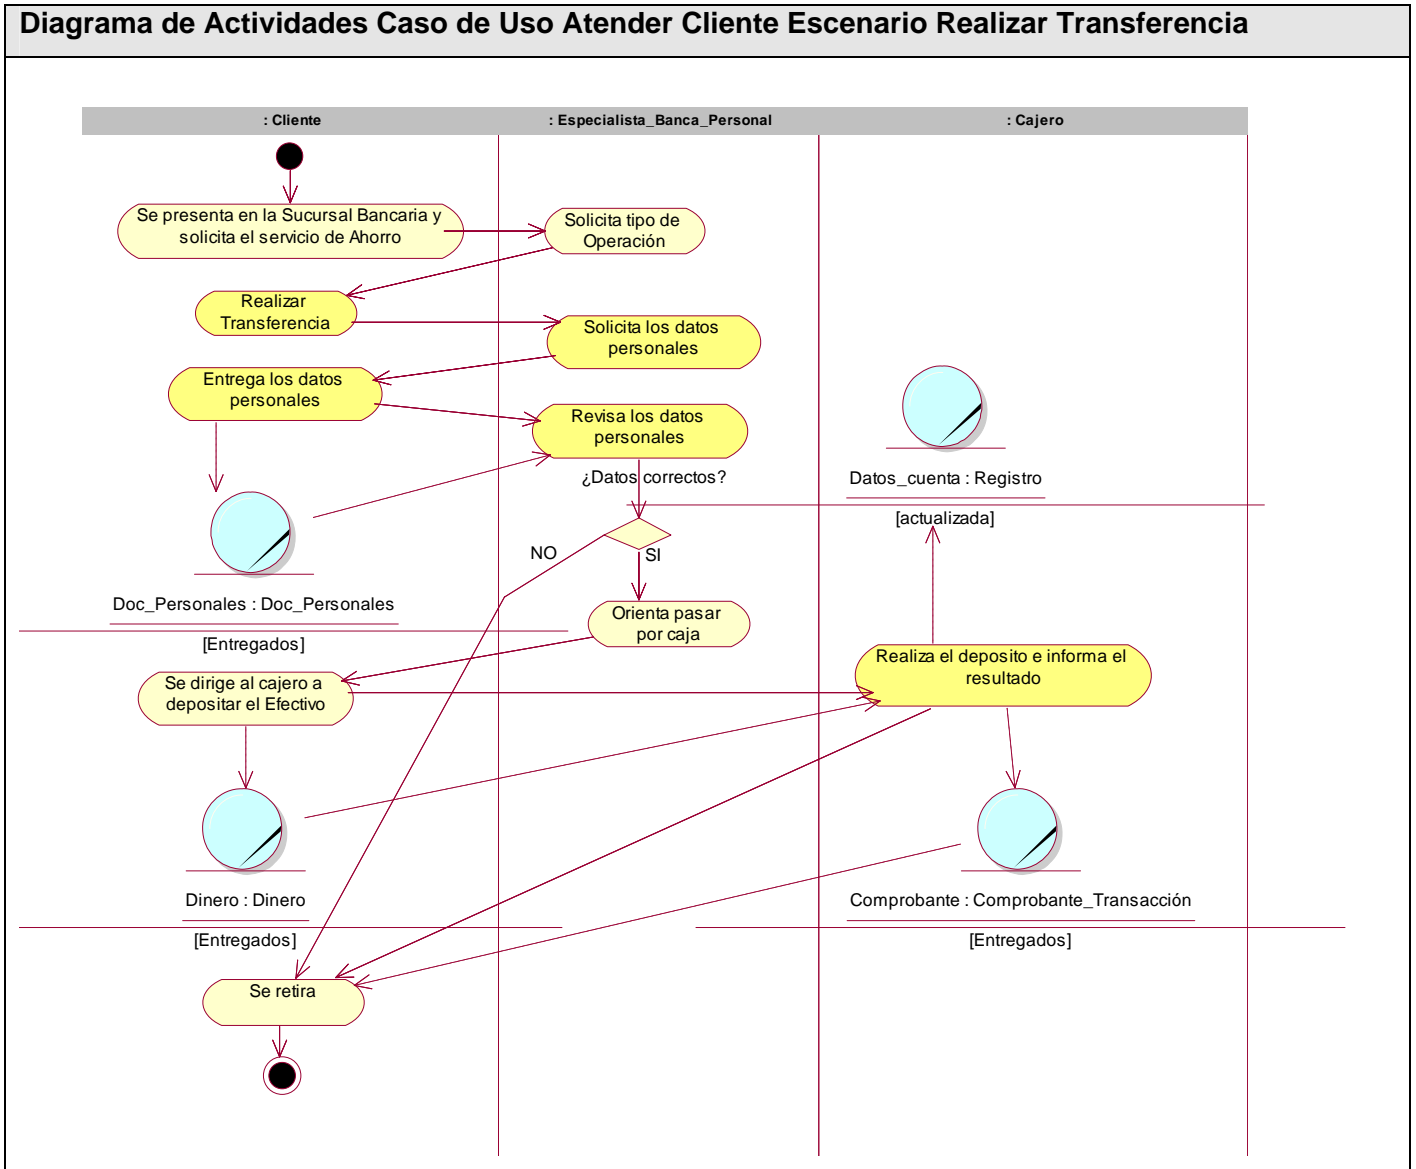 Diagrama de Actividades Caso de Uso Atender Cliente Escenario Realizar Transferencia
: Cliente
: Especialista_Banca_Personal
: Cajero
Se presenta en la Sucursal Bancaria y
solicita el servicio de Ahorro
Solicita tipo de
Operación
Realizar
Transferencia
Solicita los datos
personales
Entrega los datos
personales
Revisa los datos
personales
¿Datos correctos?
Datos_cuenta : Registro
[actualizada]
NO
SI
Doc_Personales : Doc_Personales
[Entregados]
Orienta pasar
por caja
Realiza el deposito e informa el
resultado
Se dirige al cajero a
depositar el Efectivo
Dinero : Dinero
[Entregados]
Comprobante : Comprobante_Transacción
[Entregados]
Se retira